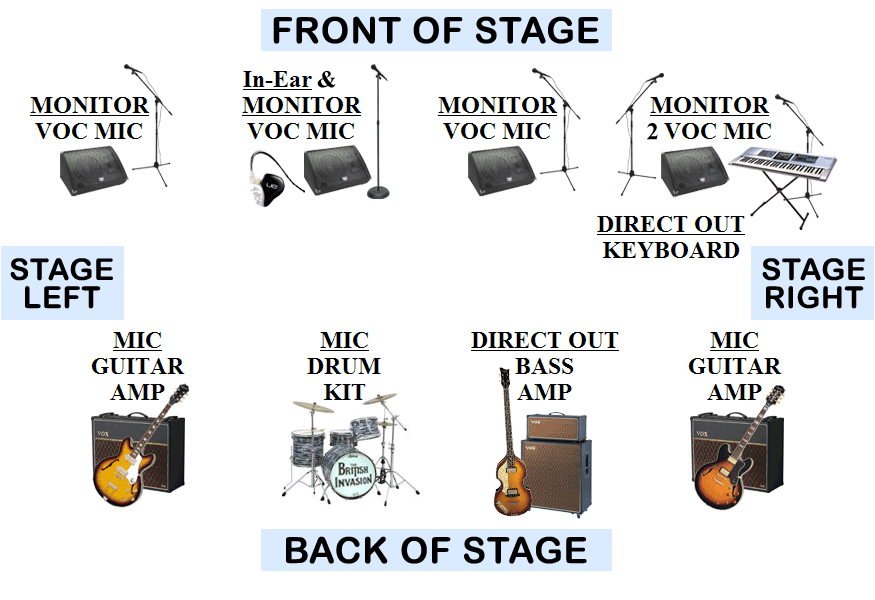 FRONT OF STAGE
MONITOR
VOC MIC
In-Ear &
MONITOR
VOC MIC
MONITOR
VOC MIC
MONITOR
2 VOC MIC
DIRECT OUT
KEYBOARD
STAGE
LEFT
STAGE
RIGHT
MIC
GUITAR
AMP
VOX
MIC
DRUM
KIT
THE
BRITISH
INVASION
DIRECT OUT
BASS
AMP
VOX
VOX
MIC
GUITAR
AMP
VOX
BACK OF STAGE